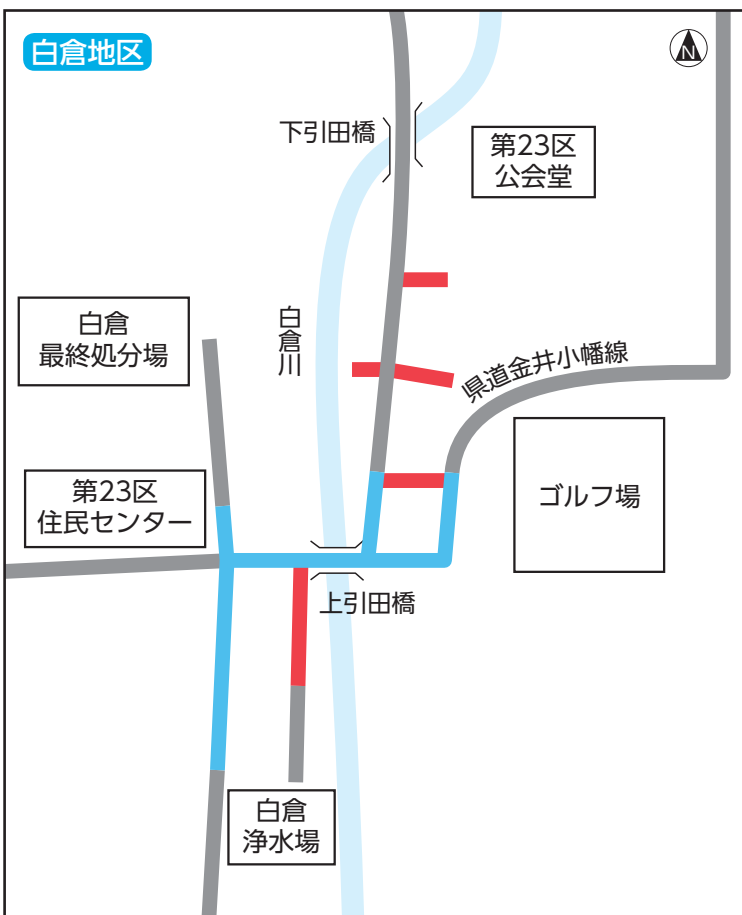 白倉地区
N
下引田橋
第23区
公会堂
白倉川
白倉
最終処分場
県道金井小幡線
第23区
住民センター
ゴルフ場
上引田橋
白倉
浄水場